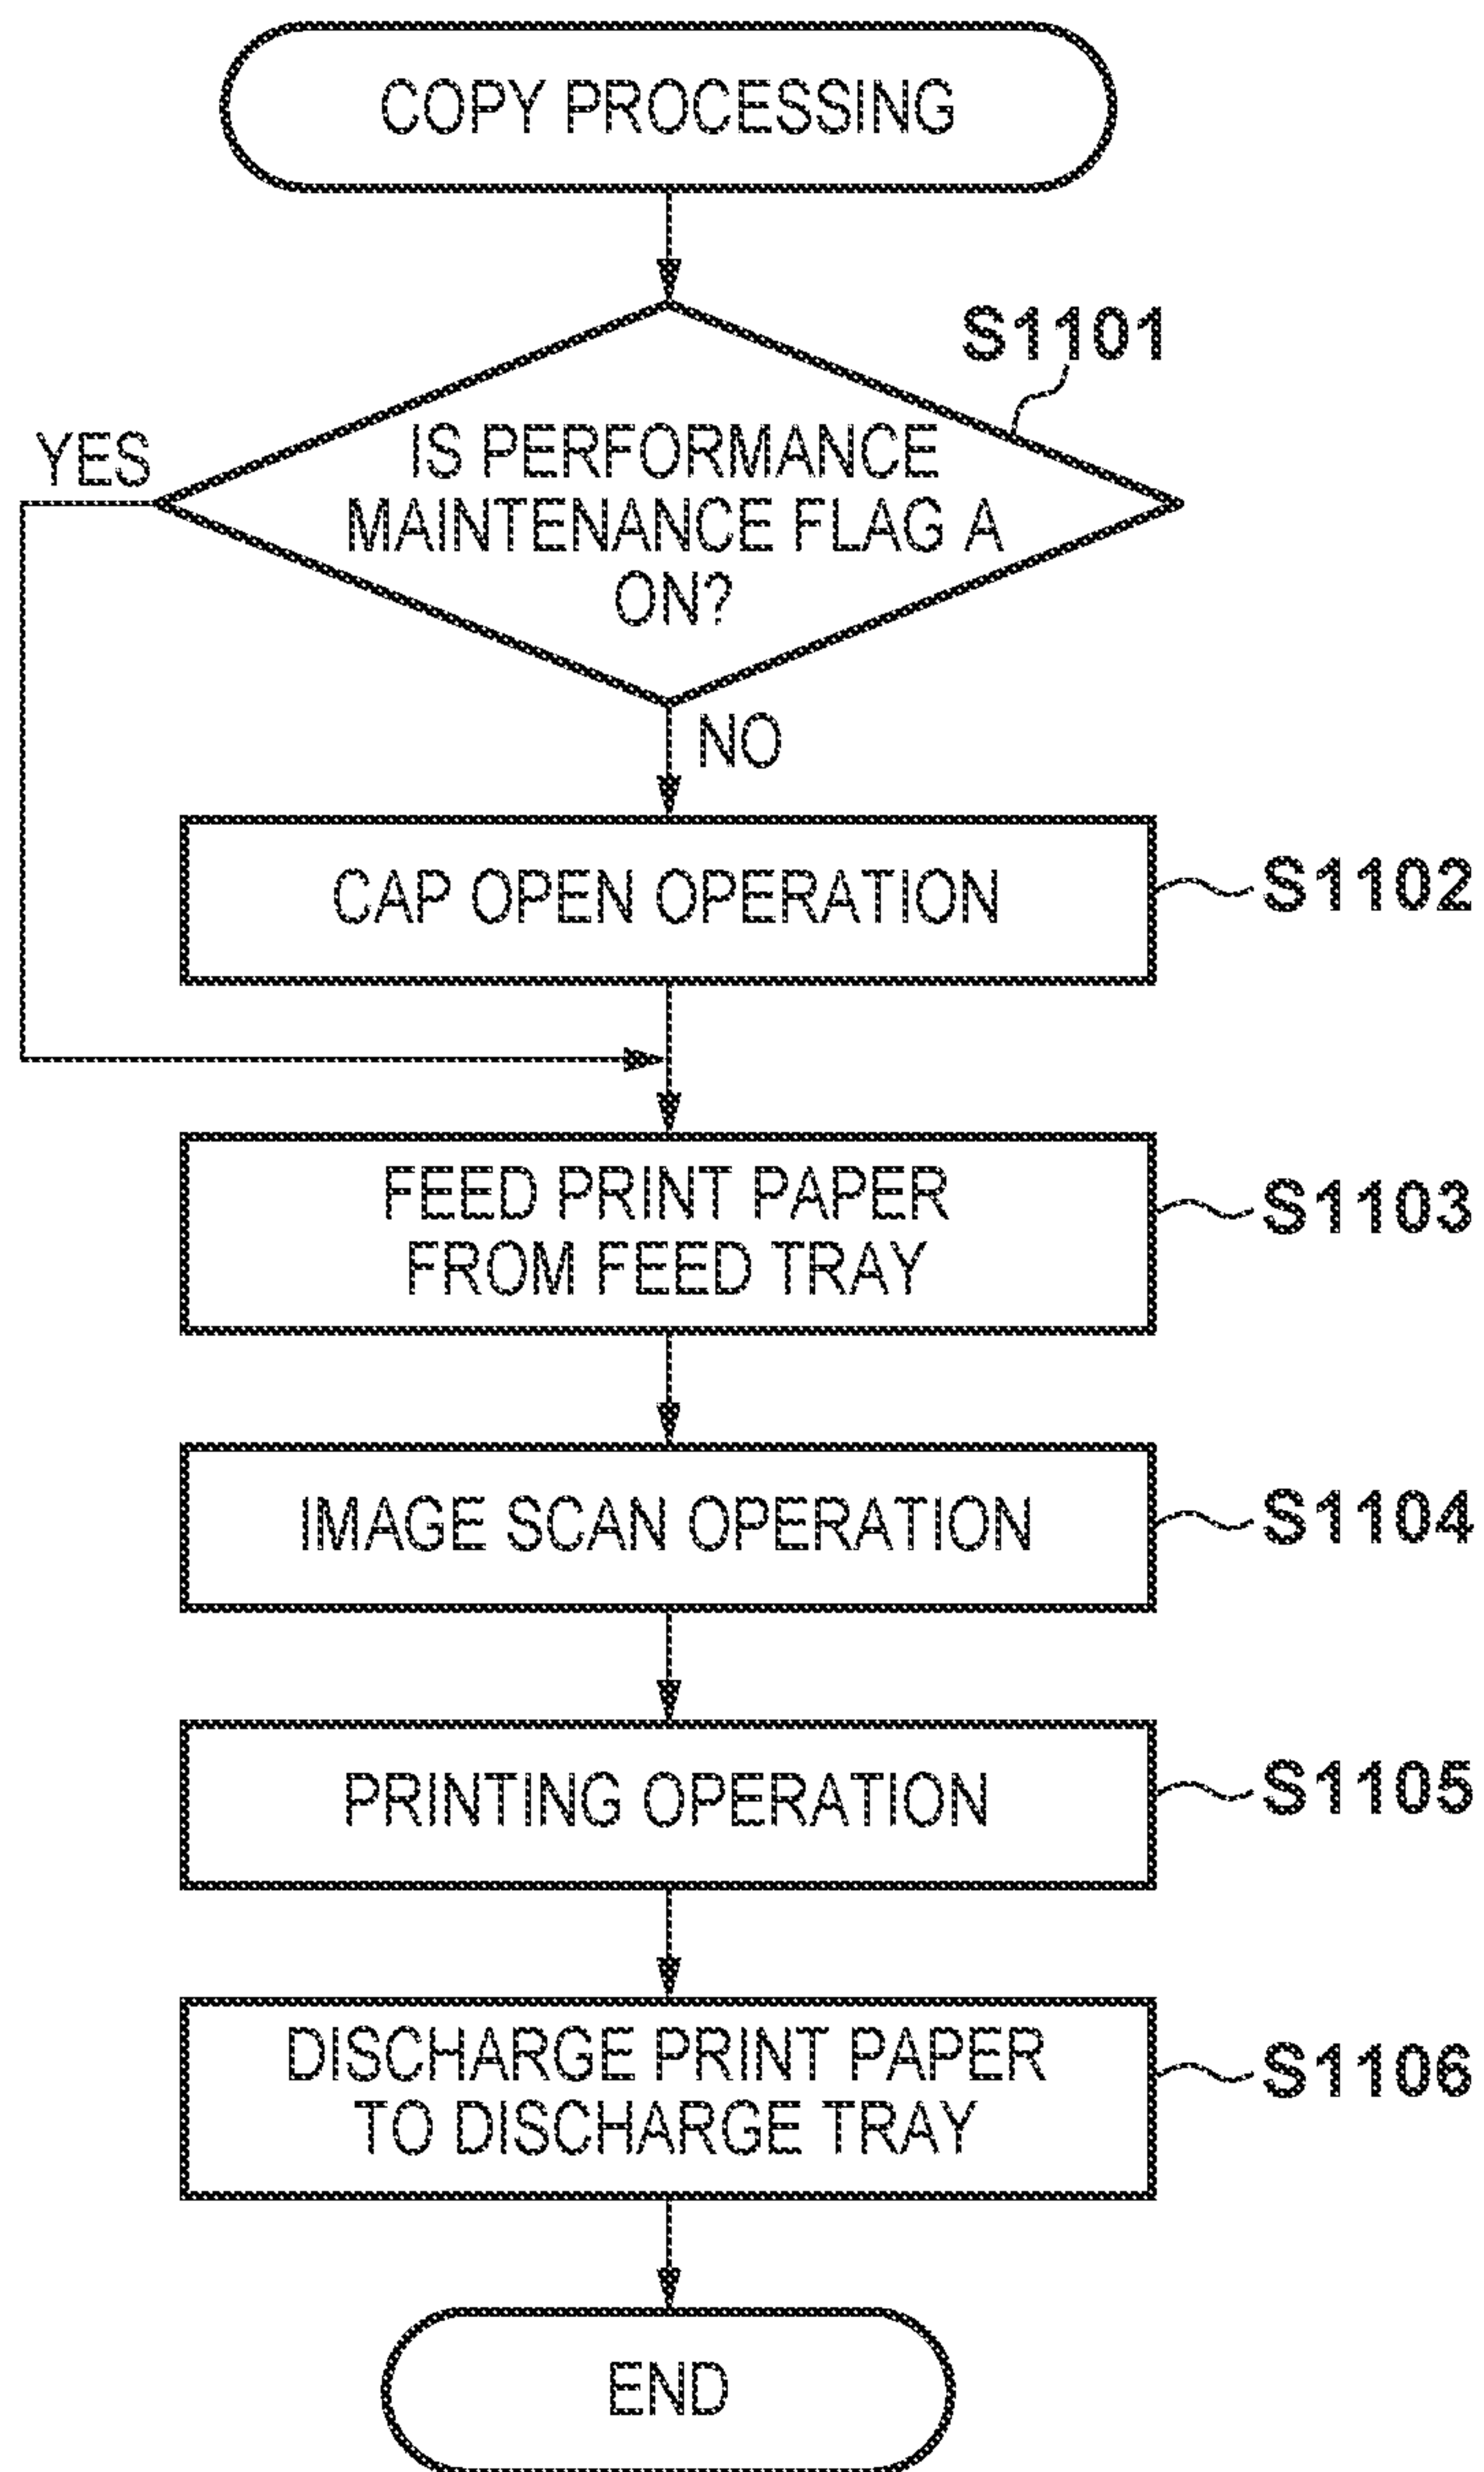 COPY PROCESSING
S1101
YES
IS PERFORMANCE
MAINTENANCE FLAG A
ON?
NO
CAP OPEN OPERATION
S1102
FEED PRINT PAPER
FROM FEED TRAY
S1103
IMAGE SCAN OPERATION
S1104
PRINTING OPERATION
S1105
DISCHARGE PRINT PAPER
TO DISCHARGE TRAY
S1106
END